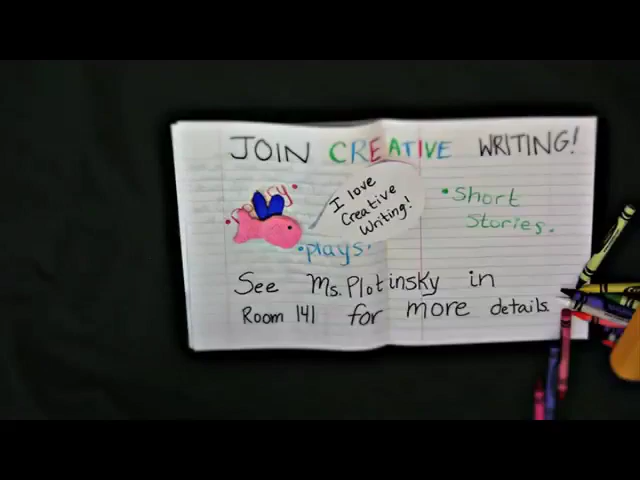 JOIN CREATIVE WRITING!
I love
Creative
Writing!
• Short
Stories.
• plays.
See Ms. Plotinsky in
Room 141 for more details.